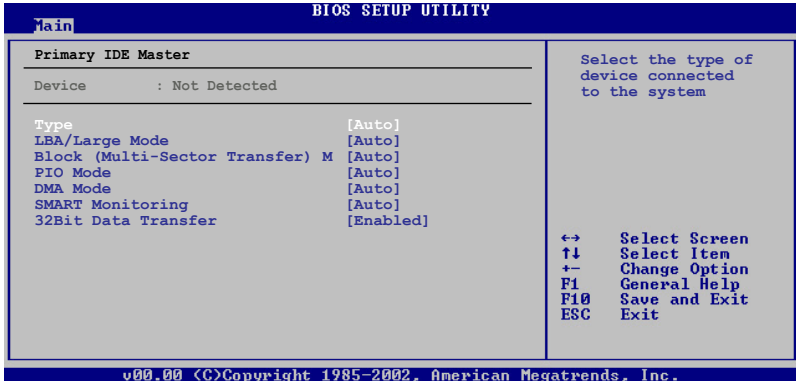 BIOS SETUP UTILITY
Main
Primary IDE Master
Device : Not Detected
Type [Auto]
LBA/Large Mode [Auto]
Block (Multi-Sector Transfer) M [Auto]
PIO Mode [Auto]
DMA Mode [Auto]
SMART Monitoring [Auto]
32Bit Data Transfer [Enabled]
Select the type of
device connected
to the system
↔ Select Screen
↑↓ Select Item
+- Change Option
F1 General Help
F10 Save and Exit
ESC Exit
v00.00 (C)Copyright 1985-2002, American Megatrends, Inc.